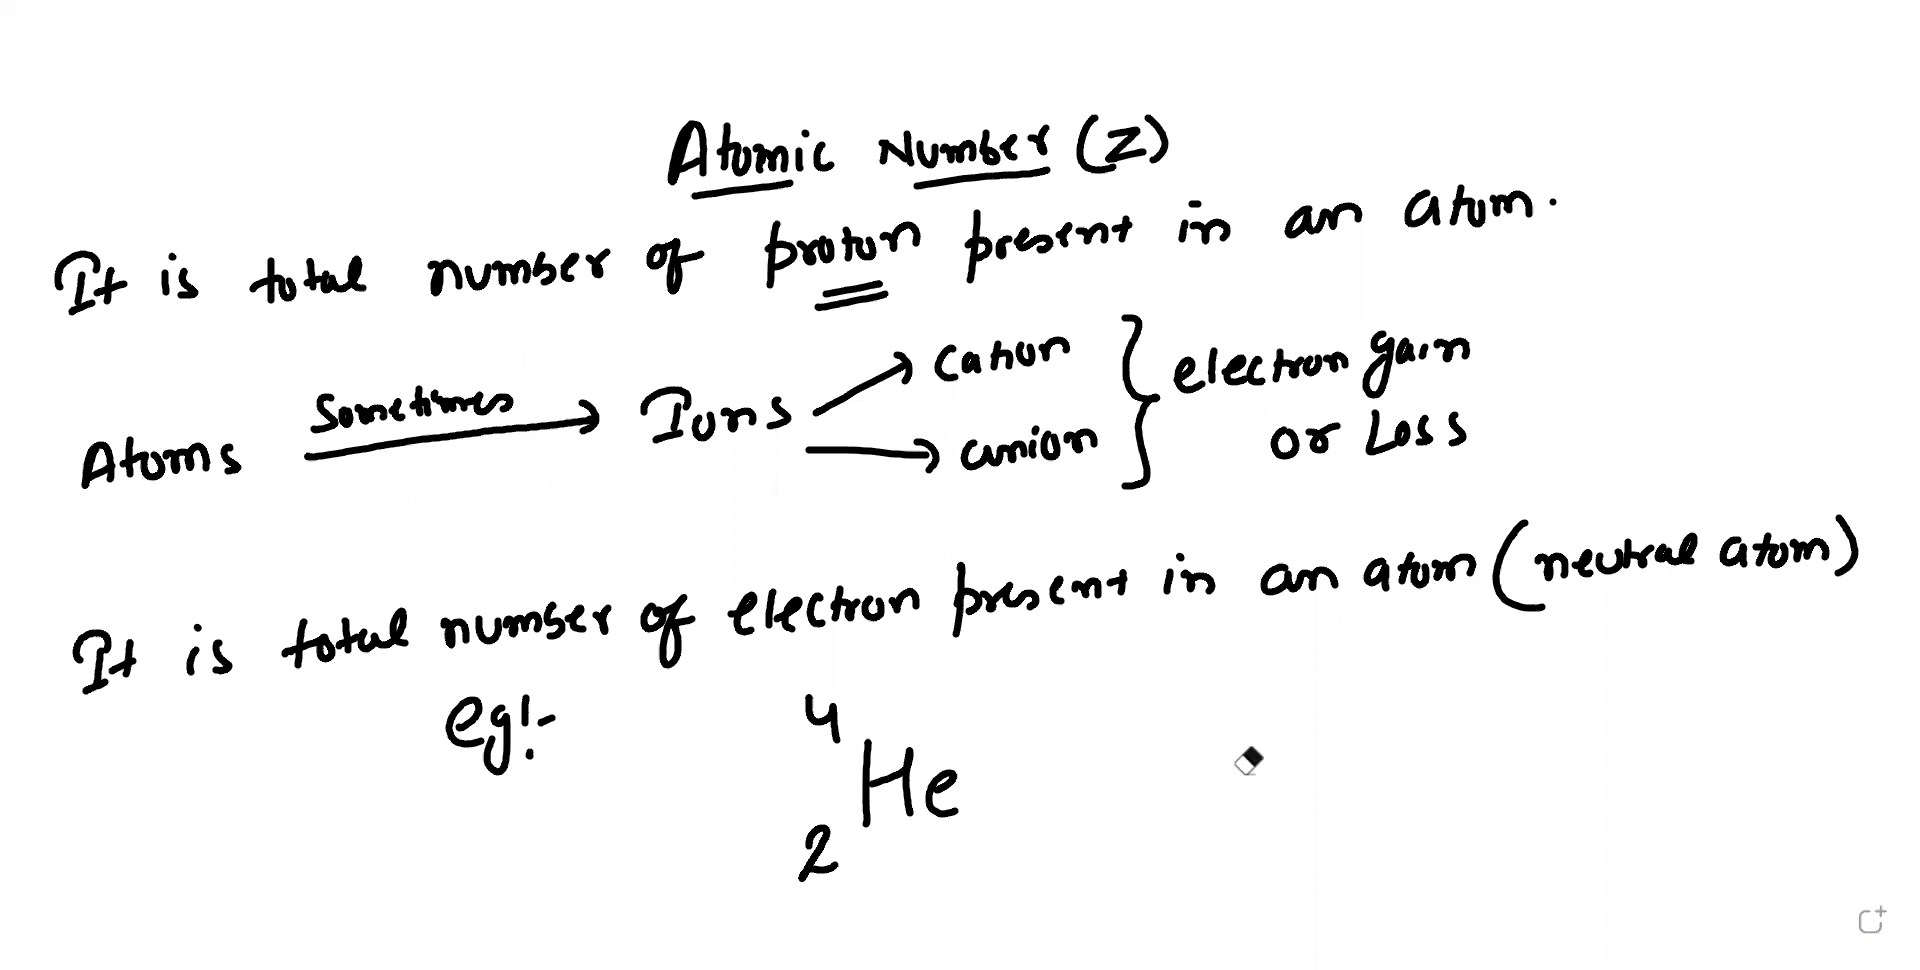 Atomic Number (Z)
It is total number of proton present in an atom.
Atoms Sometimes → Ions → Cation } electron gain
→ anion } or Loss
It is total number of electron present in an atom (neutral atom)
eg:- 4
He
2